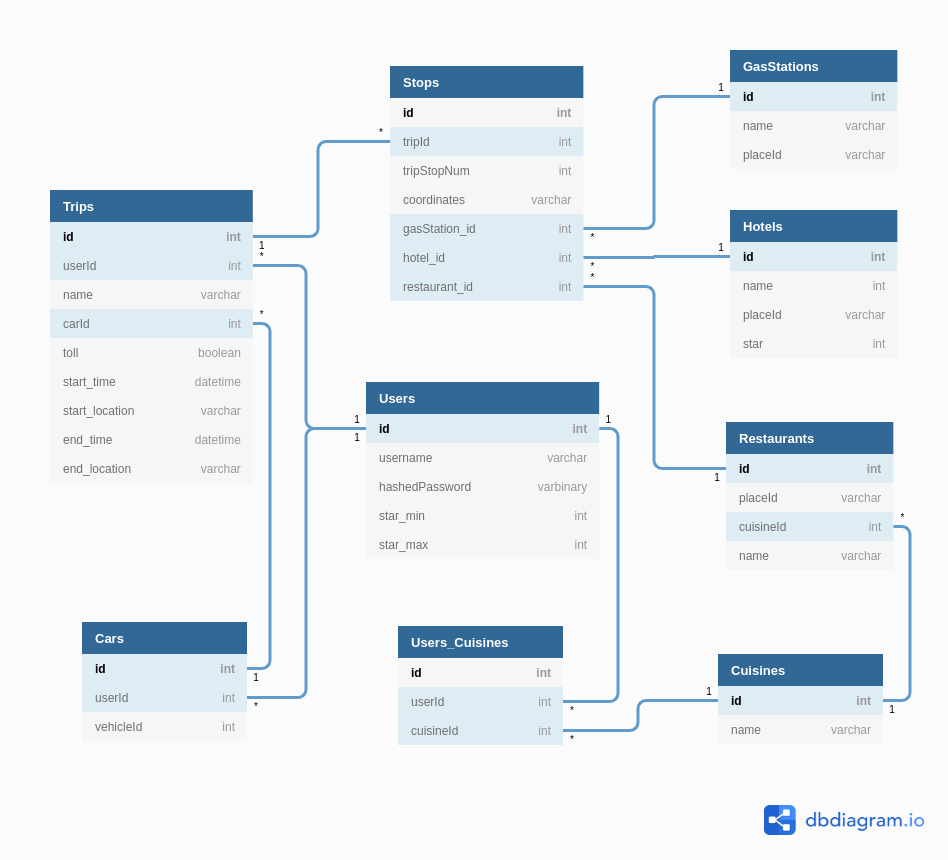 Stops
id int
tripId int
tripStopNum int
coordinates varchar
gasStation_id int
hotel_id int
restaurant_id int
*
*
*
*
GasStations
1
id int
name varchar
placeId varchar
Hotels
1
id int
name int
placeId varchar
star int
Trips
id int
1
*
userId int
name varchar
carId int
*
toll boolean
start_time datetime
start_location varchar
end_time datetime
end_location varchar
Users
1
1
1
id int
username varchar
hashedPassword varbinary
star_min int
star_max int
Restaurants
id int
1
placeId varchar
cuisineId int
*
name varchar
Cars
id int
1
userId int
*
vehicleId int
Users_Cuisines
id int
userId int
*
cuisineId int
*
Cuisines
1
id int
1
name varchar
dbdiagram.io